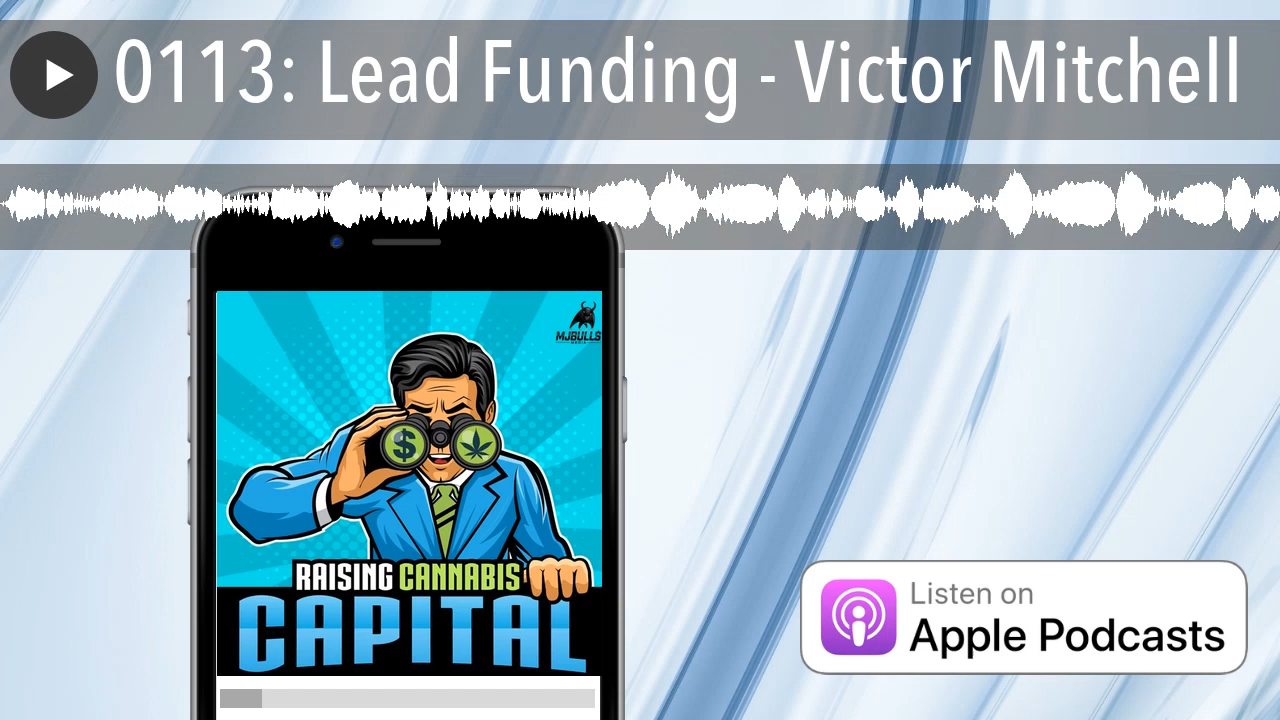 0113: Lead Funding - Victor Mitchell
MJBULLS
MEDIA
$
RAISING CANNABIS
CAPITAL
Listen on
Apple Podcasts